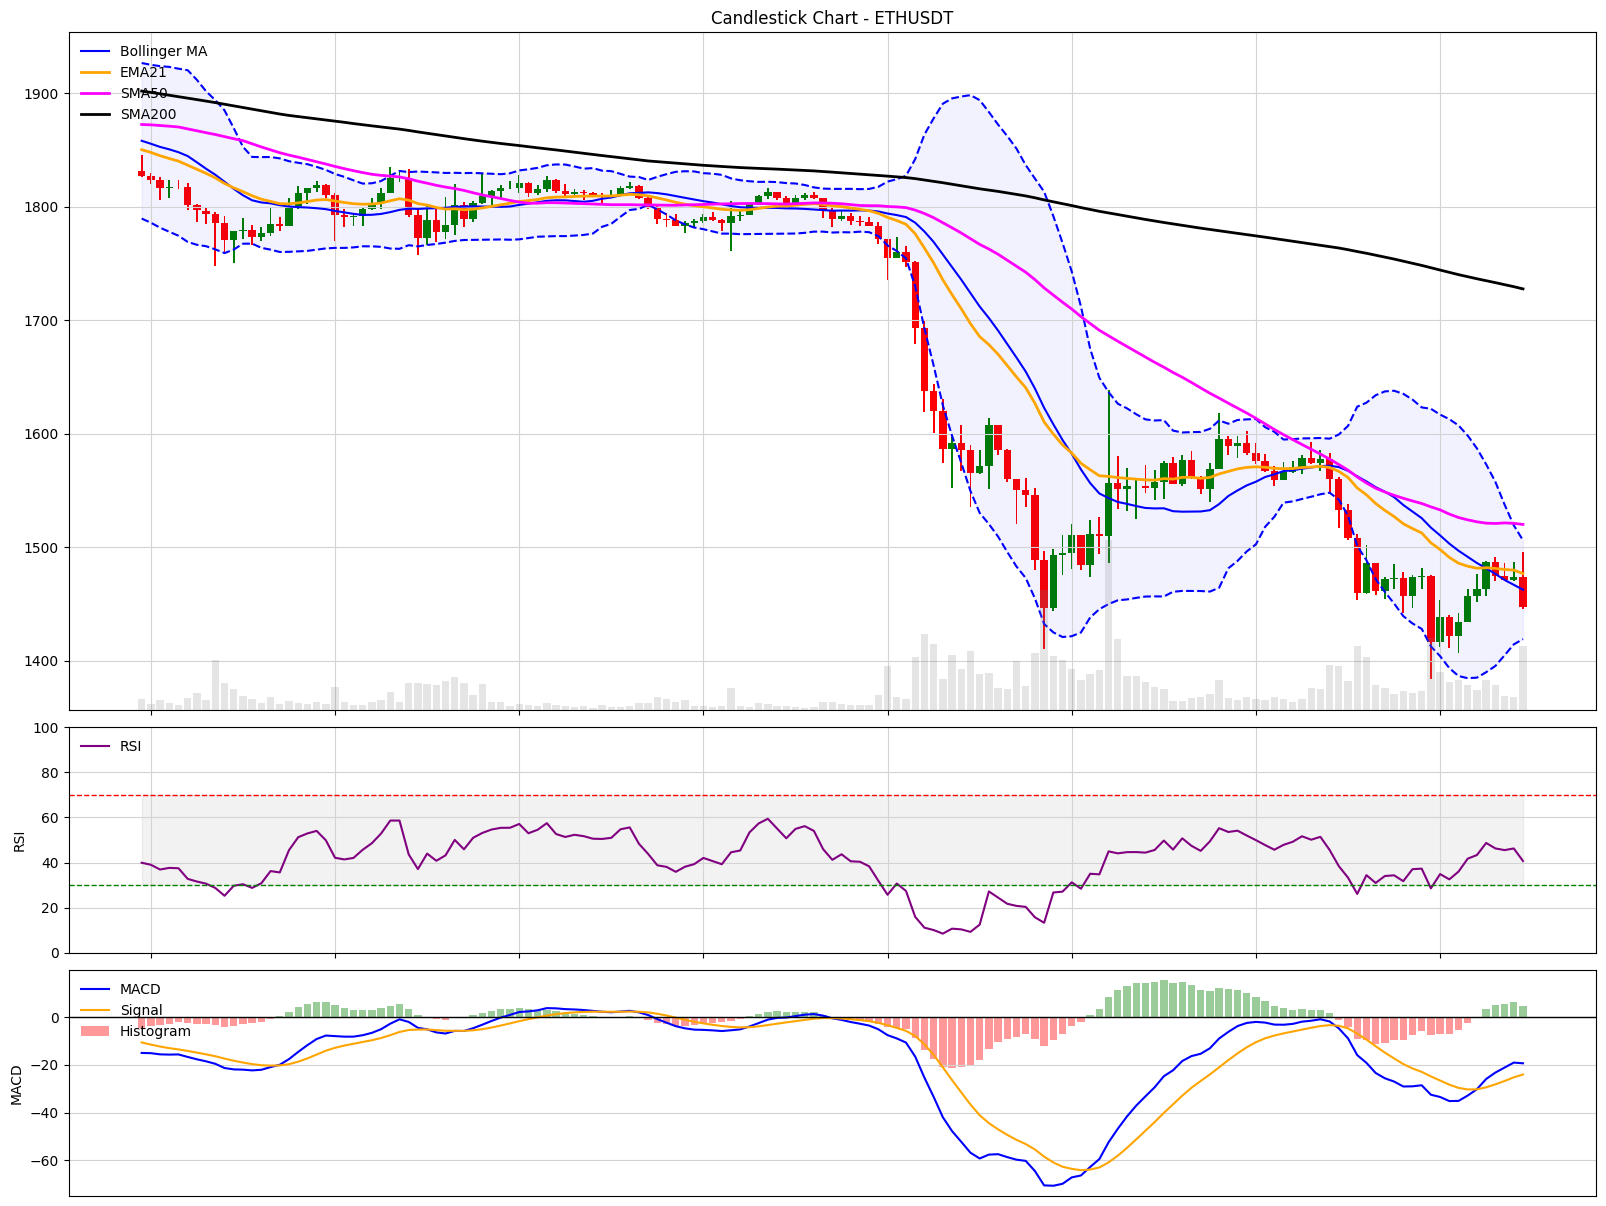 Candlestick Chart - ETHUSDT
Bollinger MA
EMA21
SMA50
SMA200
1900
1800
1700
1600
1500
1400
RSI
100
80
60
40
20
0
RSI
MACD
Signal
Histogram
0
−20
−40
−60
MACD